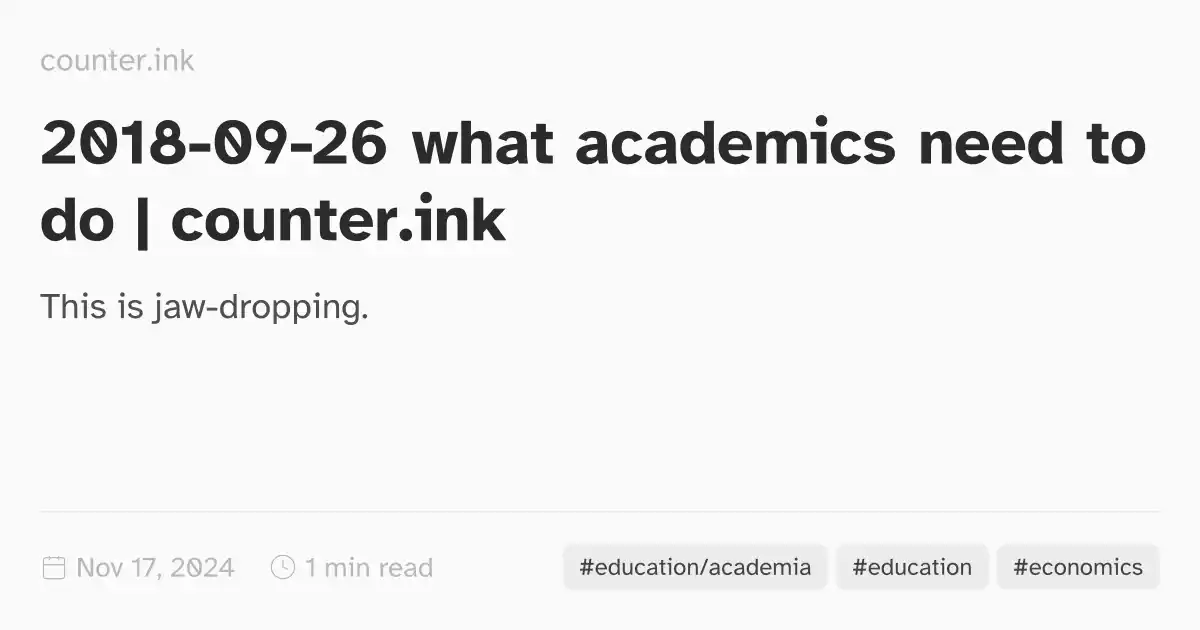 counter.ink
2018-09-26 what academics need to
do | counter.ink
This is jaw-dropping.
Nov 17, 2024 1 min read #education/academia #education #economics